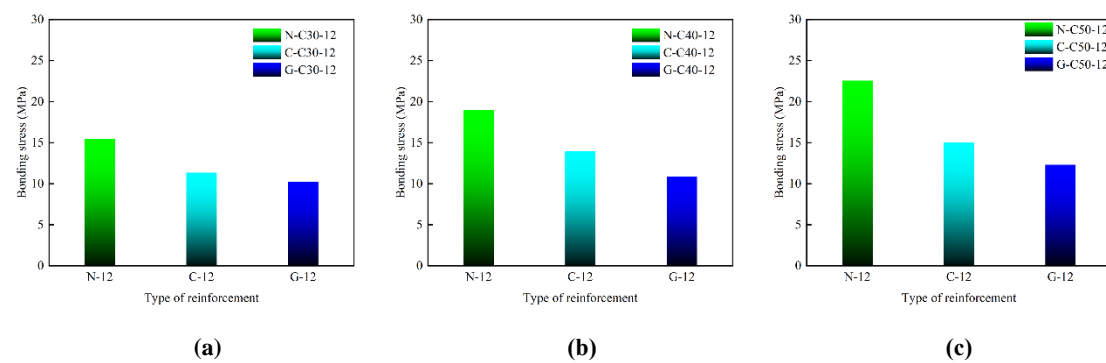 30
25
20
15
10
5
0
Bonding stress (MPa)
N-C30-12
C-C30-12
G-C30-12
N-12 C-12 G-12
Type of reinforcement
(a)
30
25
20
15
10
5
0
Bonding stress (MPa)
N-C40-12
C-C40-12
G-C40-12
N-12 C-12 G-12
Type of reinforcement
(b)
30
25
20
15
10
5
0
Bonding stress (MPa)
N-C50-12
C-C50-12
G-C50-12
N-12 C-12 G-12
Type of reinforcement
(c)